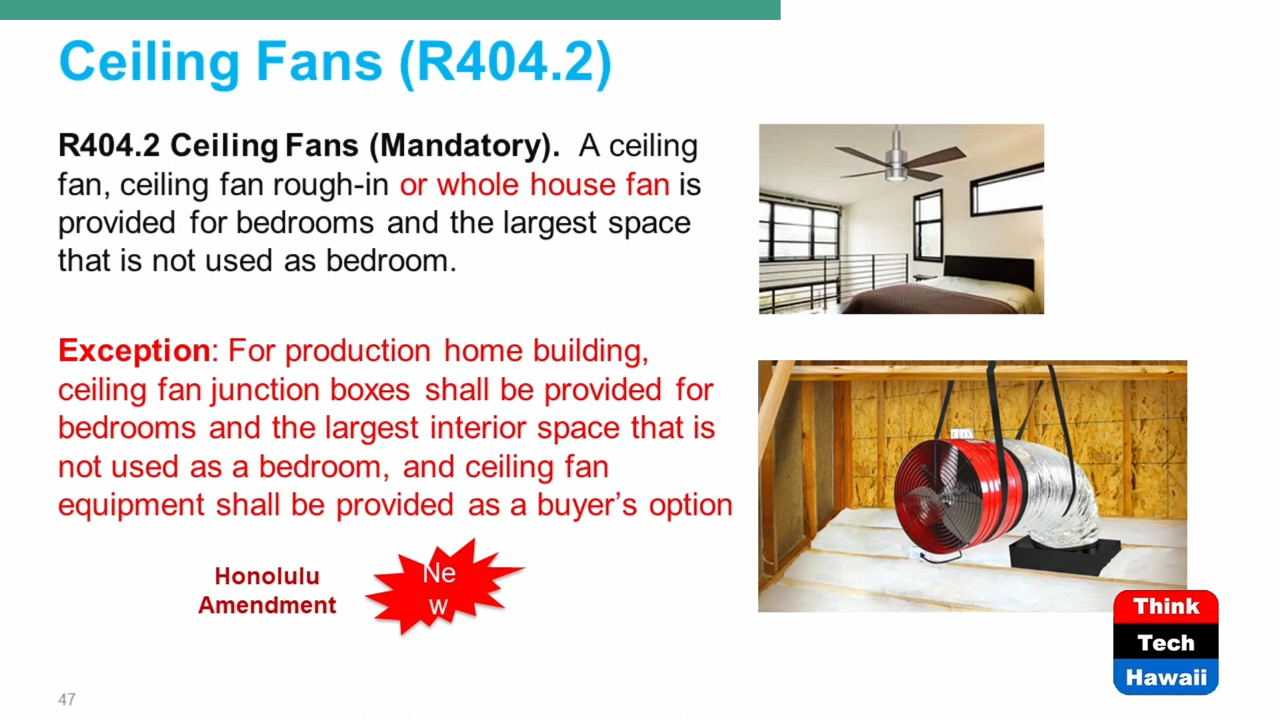 Ceiling Fans (R404.2)
R404.2 Ceiling Fans (Mandatory). A ceiling
fan, ceiling fan rough-in or whole house fan is
provided for bedrooms and the largest space
that is not used as bedroom.
Exception: For production home building,
ceiling fan junction boxes shall be provided for
bedrooms and the largest interior space that is
not used as a bedroom, and ceiling fan
equipment shall be provided as a buyer’s option
Honolulu
Amendment
Ne
w
Think
Tech
Hawaii
47